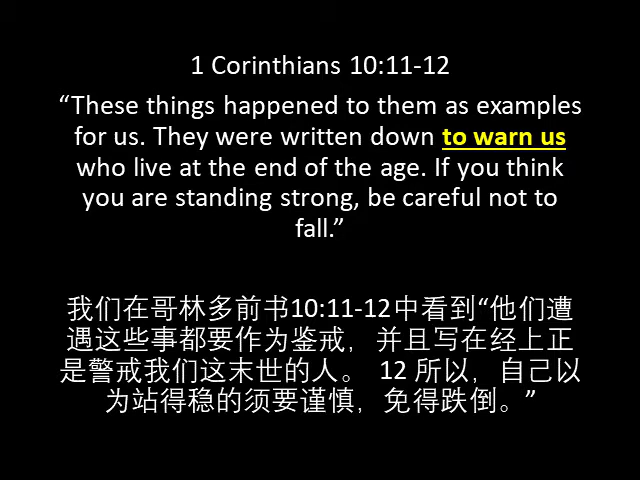 1 Corinthians 10:11-12
“These things happened to them as examples
for us. They were written down to warn us
who live at the end of the age. If you think
you are standing strong, be careful not to
fall.”
我们在哥林多前书10:11-12中看到“他们遭
遇这些事都要作为鉴戒，并且写在经上正
是警戒我们这末世的人。 12 所以，自己以
为站得稳的须要谨慎，免得跌倒。”